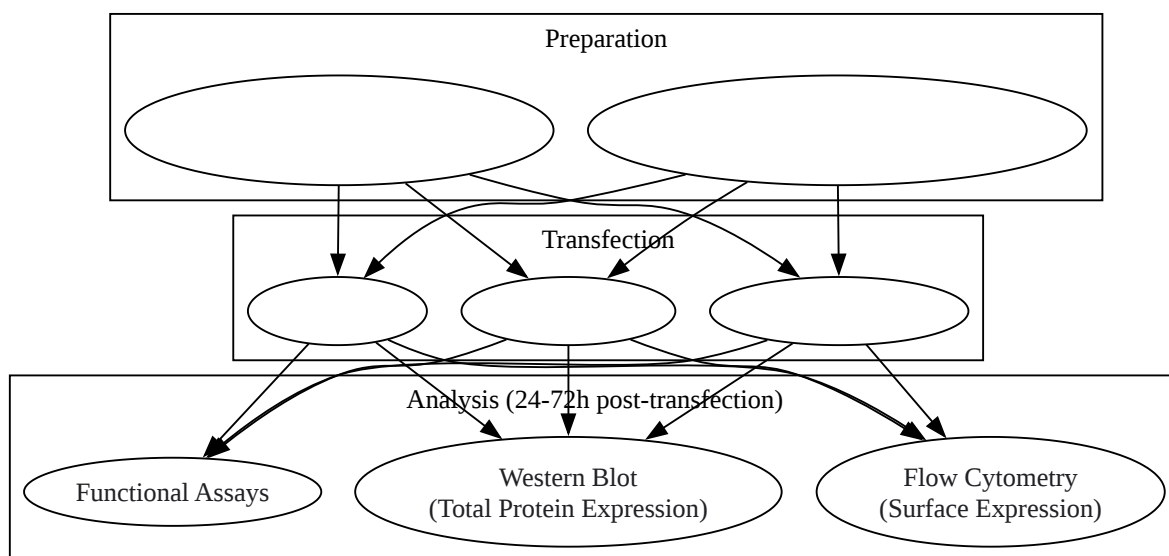 Preparation
Transfection
Analysis (24-72h post-transfection)
Functional Assays
Western Blot
(Total Protein Expression)
Flow Cytometry
(Surface Expression)